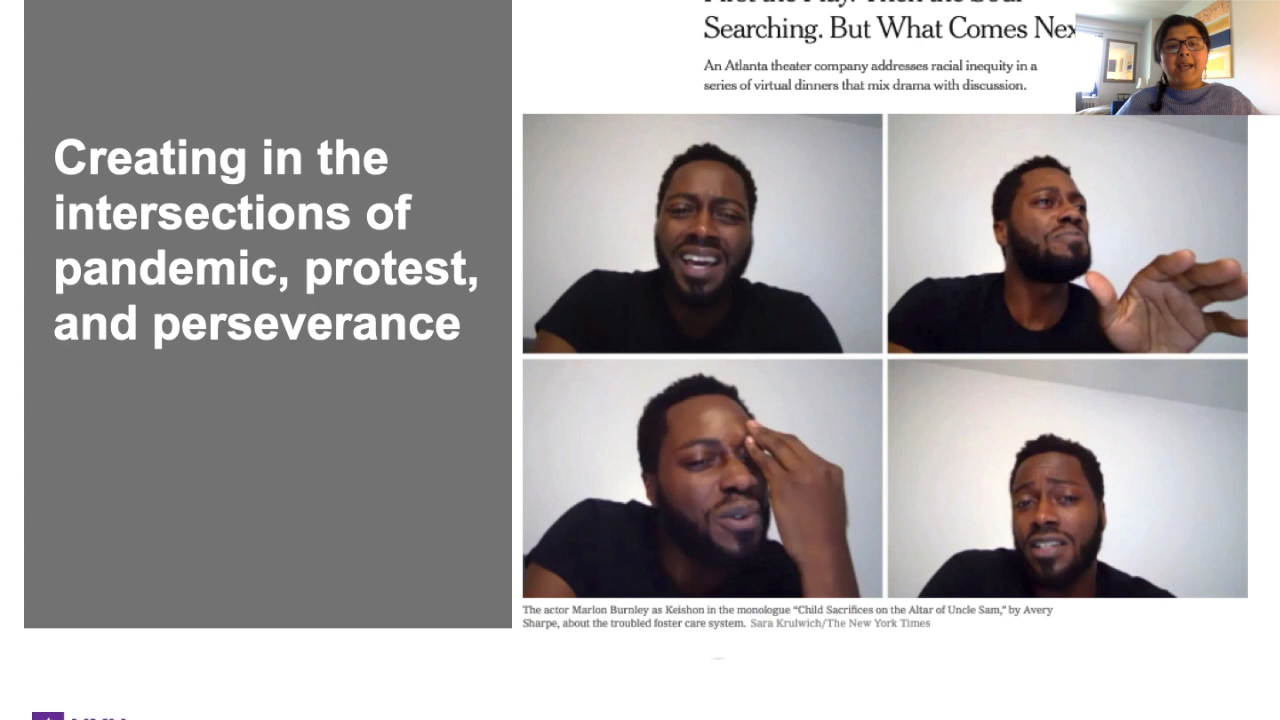 Creating in the
intersections of
pandemic, protest,
and perseverance
Searching. But What Comes Nex
An Atlanta theater company addresses racial inequity in a
series of virtual dinners that mix drama with discussion.
The actor Marlon Burnley as Keishon in the monologue “Child Sacrifices on the Altar of Uncle Sam,” by Avery
Sharpe, about the troubled foster care system. Sara Krulwich/The New York Times